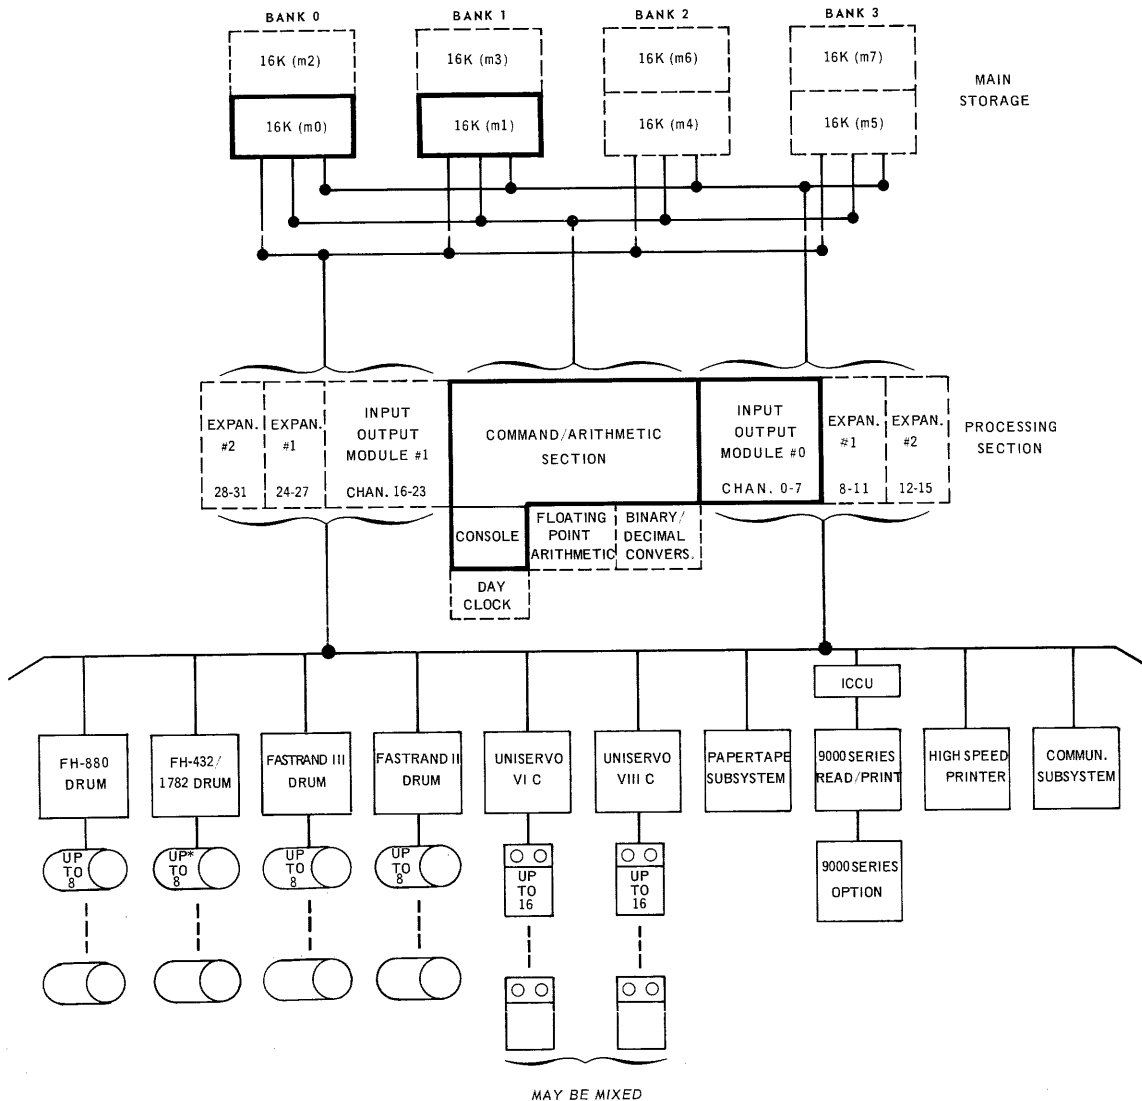 BANK 0
BANK 1
BANK 2
BANK 3
16K (m2)
16K (m3)
16K (m6)
16K (m7)
MAIN
STORAGE
16K (m0)
16K (m1)
16K (m4)
16K (m5)
EXPAN.
#2
28-31
EXPAN.
#1
24-27
INPUT
OUTPUT
MODULE #1
CHAN. 16-23
COMMAND/ARITHMETIC
SECTION
INPUT
OUTPUT
MODULE #0
CHAN. 0-7
EXPAN.
#1
8-11
EXPAN.
#2
12-15
PROCESSING
SECTION
CONSOLE
FLOATING
POINT
ARITHMETIC
BINARY/
DECIMAL
CONVERS.
DAY
CLOCK
ICCU
FH-880
DRUM
FH-432/
1782 DRUM
FASTRAND III
DRUM
FASTRAND II
DRUM
UNISERVO
VI C
UNISERVO
VIII C
PAPERTAPE
SUBSYSTEM
9000 SERIES
READ/PRINT
HIGH SPEED
PRINTER
COMMUN.
SUBSYSTEM
UP
TO
8
UP*
TO
8
UP
TO
8
UP
TO
8
UP
TO
16
UP
TO
16
9000 SERIES
OPTION
MAY BE MIXED